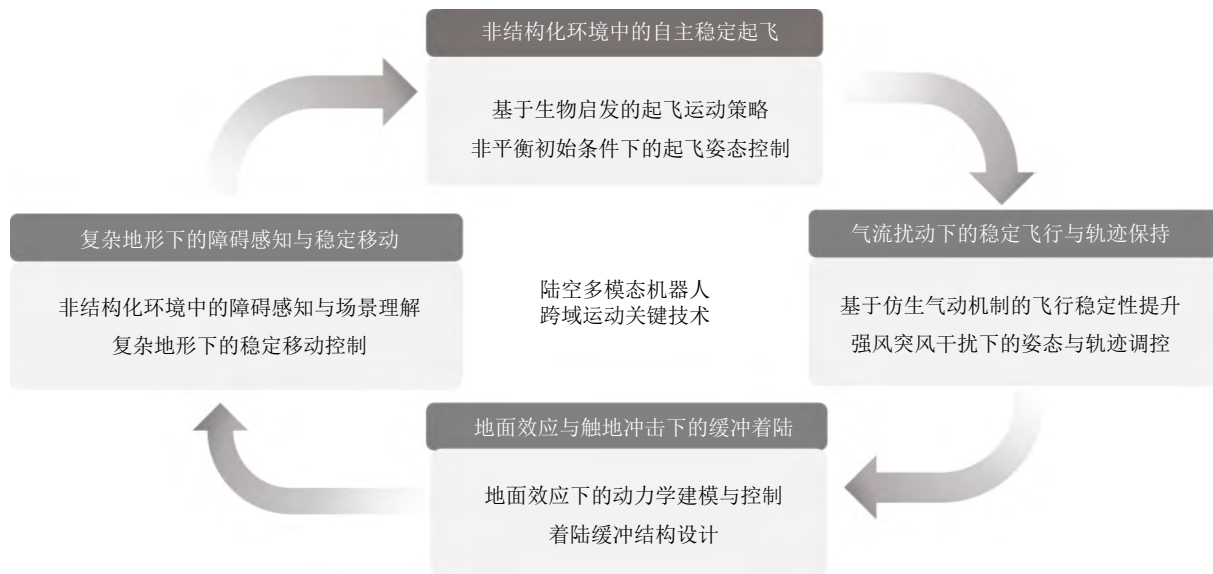 非结构化环境中的自主稳定起飞
基于生物启发的起飞运动策略
非平衡初始条件下的起飞姿态控制
复杂地形下的障碍感知与稳定移动
非结构化环境中的障碍感知与场景理解
复杂地形下的稳定移动控制
陆空多模态机器人
跨域运动关键技术
气流扰动下的稳定飞行与轨迹保持
基于仿生气动机制的飞行稳定性提升
强风突风干扰下的姿态与轨迹调控
地面效应与触地冲击下的缓冲着陆
地面效应下的动力学建模与控制
着陆缓冲结构设计